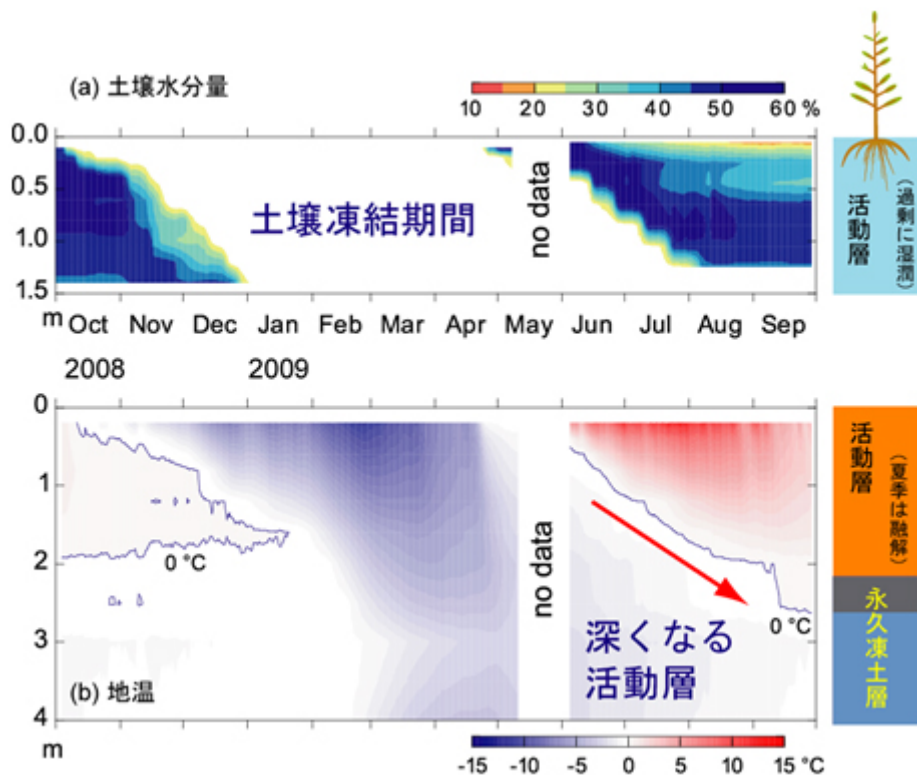 (a) 土壌水分量
10 20 30 40 50 60 %
0.0
0.5
1.0
1.5
m
土壌凍結期間
no data
活動層
（過剰に湿潤）
Oct Nov Dec Jan Feb Mar Apr May Jun Jul Aug Sep
2008 2009
0
1
2
3
4
m
0 °C
no data
0 °C
深くなる
活動層
(b) 地温
-15 -10 -5 0 5 10 15 °C
活動層
（夏季は融解）
永久凍土層